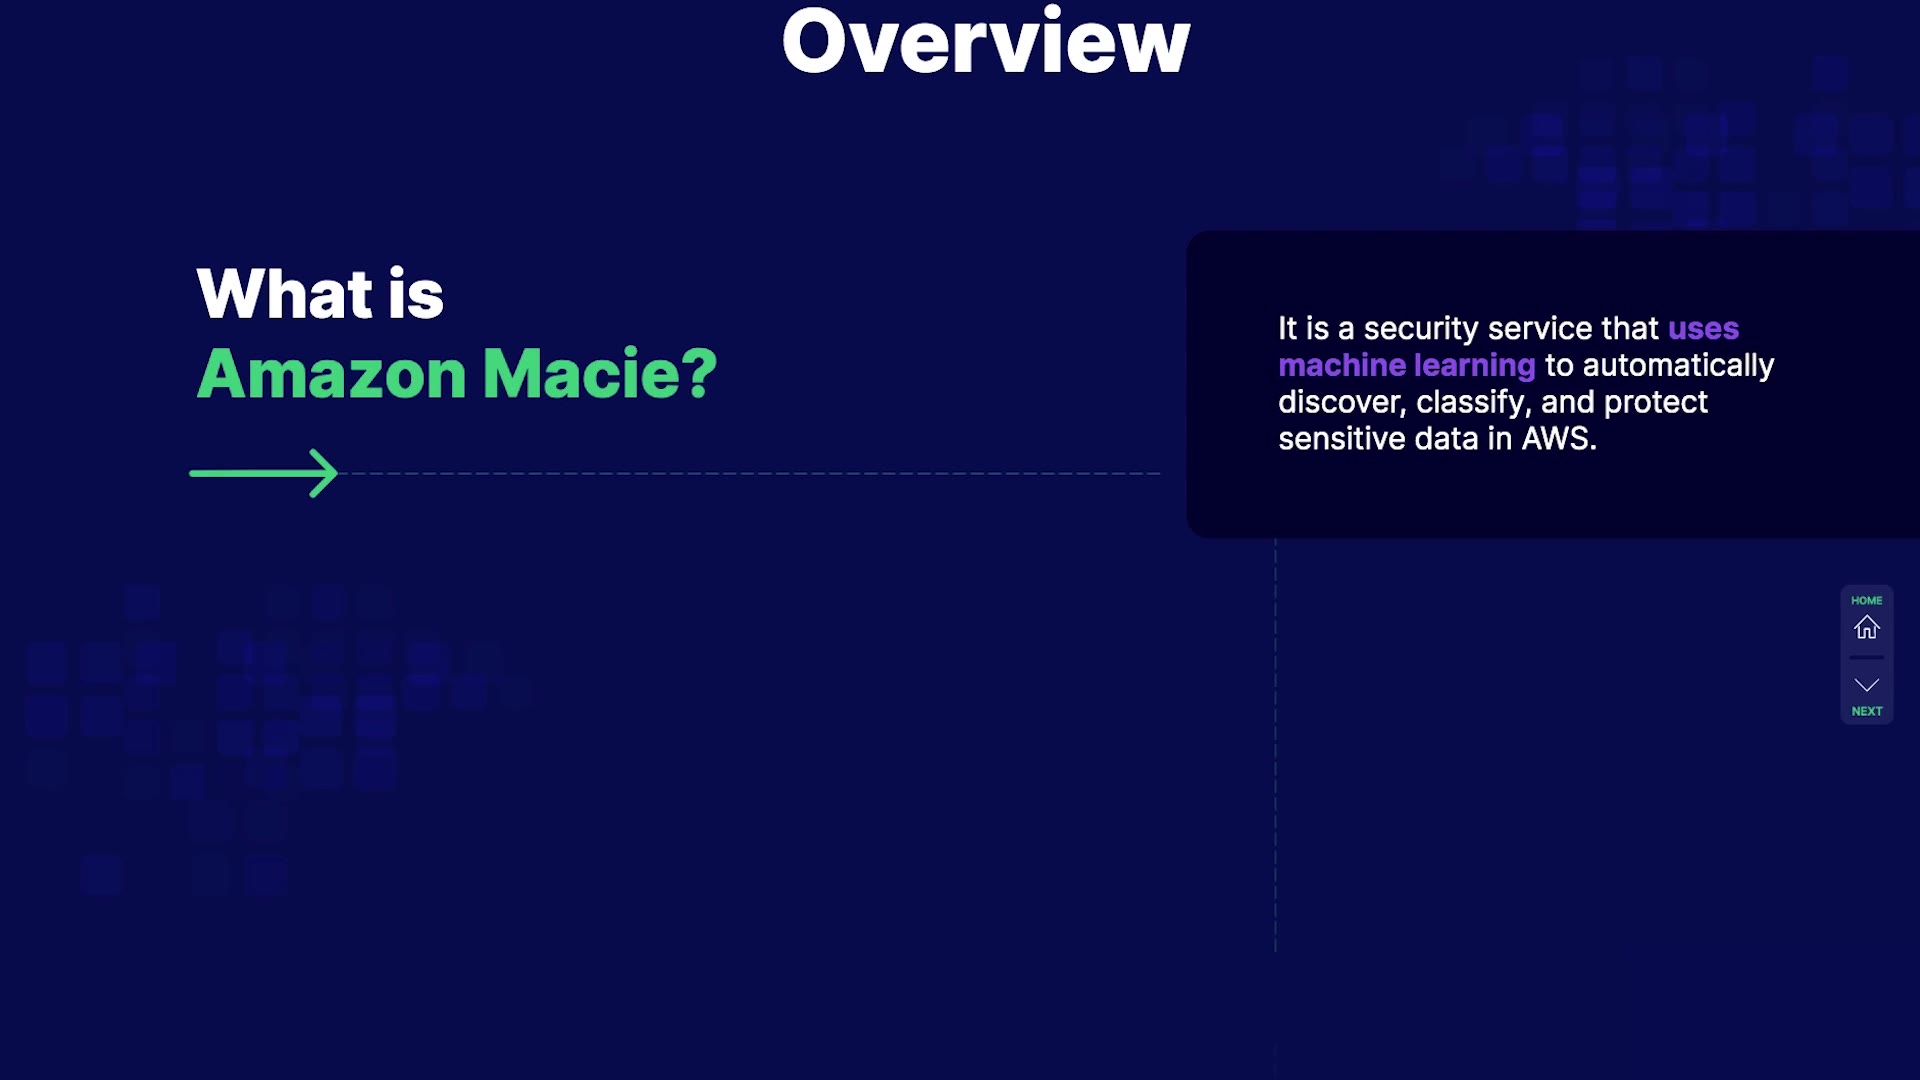 Overview
What is
Amazon Macie?
It is a security service that uses
machine learning to automatically
discover, classify, and protect
sensitive data in AWS.
HOME
NEXT